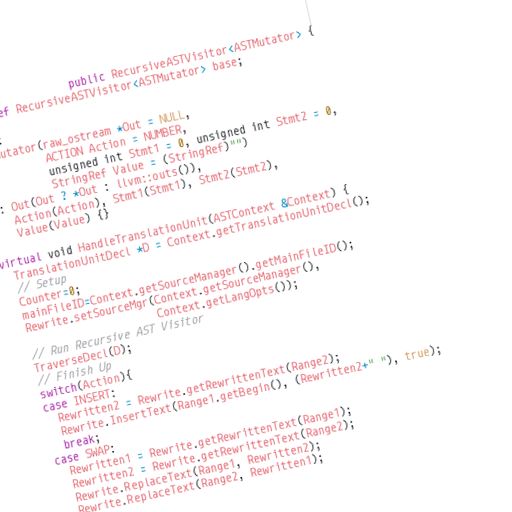 public RecursiveASTVisitor<ASTMutator> {
RecursiveASTVisitor<ASTMutator> base;
(raw_ostream *Out = NULL,
ACTION Action = NUMBER,
unsigned int Stmt1 = 0, unsigned int Stmt2 = 0,
StringRef Value = (StringRef)"")
: Out(Out ? *Out : llvm::outs()),
Action(Action), Stmt1(Stmt1), Stmt2(Stmt2),
Value(Value) {}
virtual void HandleTranslationUnit(ASTContext &Context) {
TranslationUnitDecl *D = Context.getTranslationUnitDecl();
// Setup
Counter=0;
mainFileID=Context.getSourceManager().getMainFileID();
Rewrite.setSourceMgr(Context.getSourceManager(),
Context.getLangOpts());
// Run Recursive AST Visitor
TraverseDecl(D);
// Finish Up
switch(Action){
case INSERT:
Rewritten2 = Rewrite.getRewrittenText(Range2);
Rewrite.InsertText(Range1.getBegin(), (Rewritten2+" "), true);
break;
case SWAP:
Rewritten1 = Rewrite.getRewrittenText(Range1);
Rewritten2 = Rewrite.getRewrittenText(Range2);
Rewrite.ReplaceText(Range1, Rewritten2);
Rewrite.ReplaceText(Range2, Rewritten1);